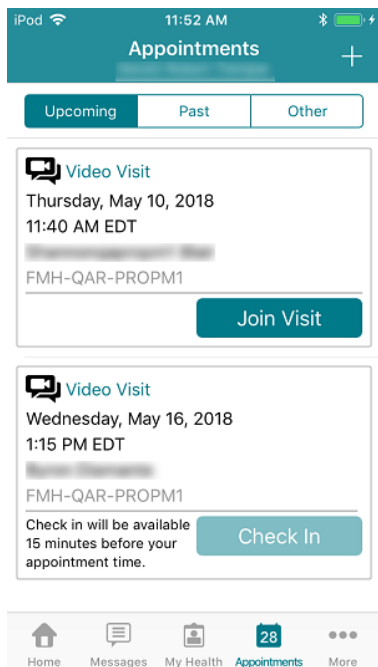 iPod 11:52 AM
Appointments
+
Upcoming Past Other
Video Visit
Thursday, May 10, 2018
11:40 AM EDT
FMH-QAR-PROPM1
Join Visit
Video Visit
Wednesday, May 16, 2018
1:15 PM EDT
FMH-QAR-PROPM1
Check in will be available
15 minutes before your
appointment time.
Check In
28
Home Messages My Health Appointments More